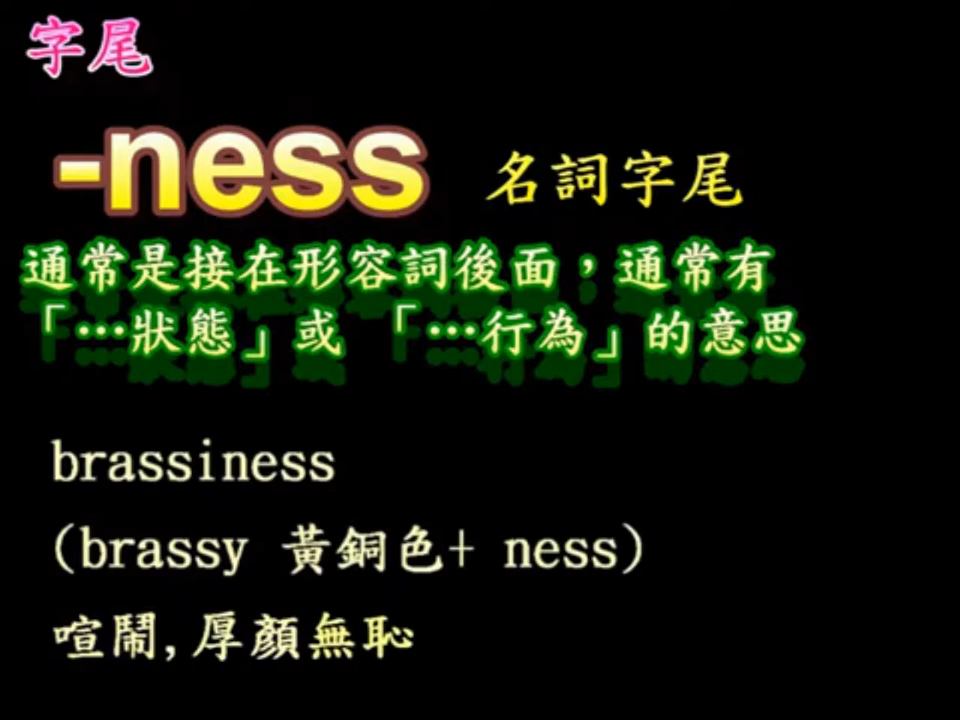 字尾
-ness 名詞字尾
通常是接在形容詞後面，通常有
「…狀態」或 「…行為」的意思
brassiness
(brassy 黃銅色+ ness)
喧鬧,厚顏無恥